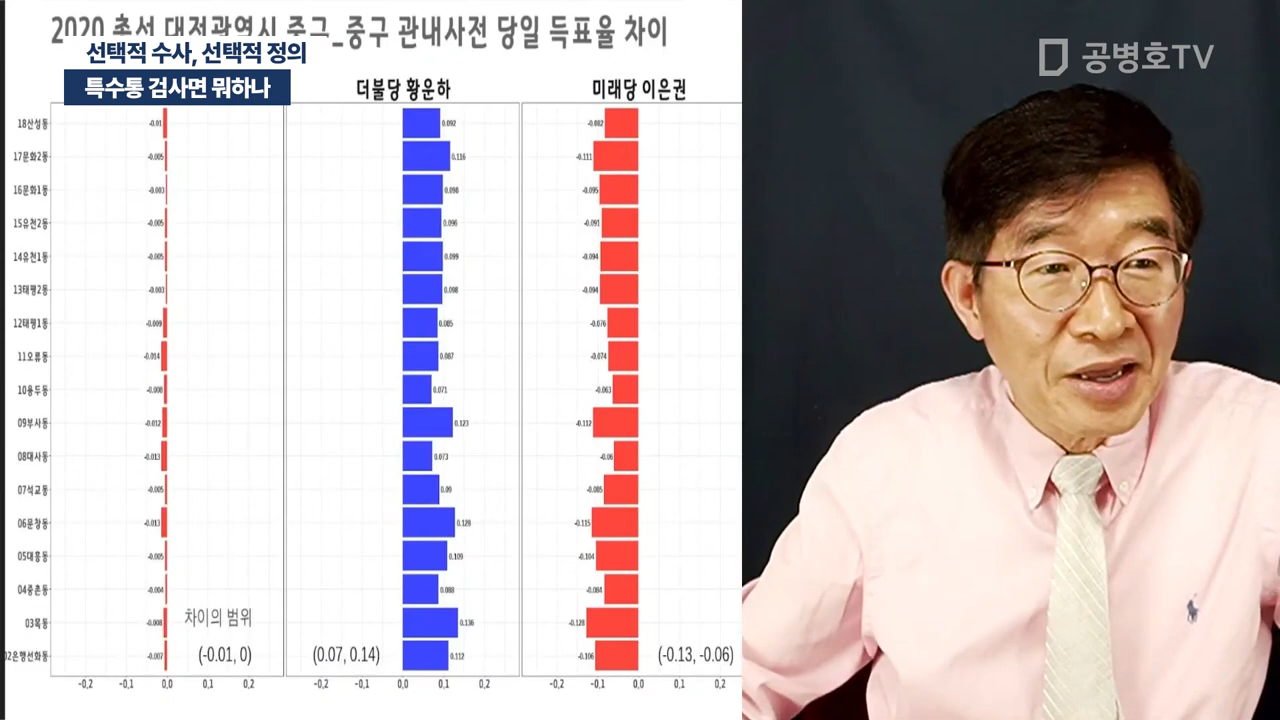 2020 총선 대전광역시 중구_중구 관내사전 당일 득표율 차이
선택적 수사, 선택적 정의
특수통 검사면 뭐하나
공병호TV
더불당 황운하
미래당 이은권
18산성동 -0.01 0.092 -0.082
17문화2동 -0.005 0.116 -0.111
16문화1동 -0.003 0.098 -0.095
15유천2동 -0.005 0.096 -0.091
14유천1동 -0.005 0.099 -0.094
13태평2동 -0.003 0.098 -0.094
12태평1동 -0.009 0.085 -0.076
11오류동 -0.014 0.087 -0.074
10용두동 -0.008 0.071 -0.063
09부사동 -0.012 0.123 -0.112
08대사동 -0.013 0.073 -0.06
07석교동 -0.005 0.09 -0.085
06문창동 -0.013 0.128 -0.115
05대흥동 -0.005 0.109 -0.104
04중촌동 -0.004 0.088 -0.084
03목동 -0.008 0.136 -0.128
차이의 범위
02은행선화동 -0.007 0.112 -0.106
(-0.01, 0) (0.07, 0.14) (-0.13, -0.06)
-0,2 -0,1 0,0 0,1 0,2 -0,2 -0,1 0,0 0,1 0,2 -0,2 -0,1 0,0 0,1 0,2